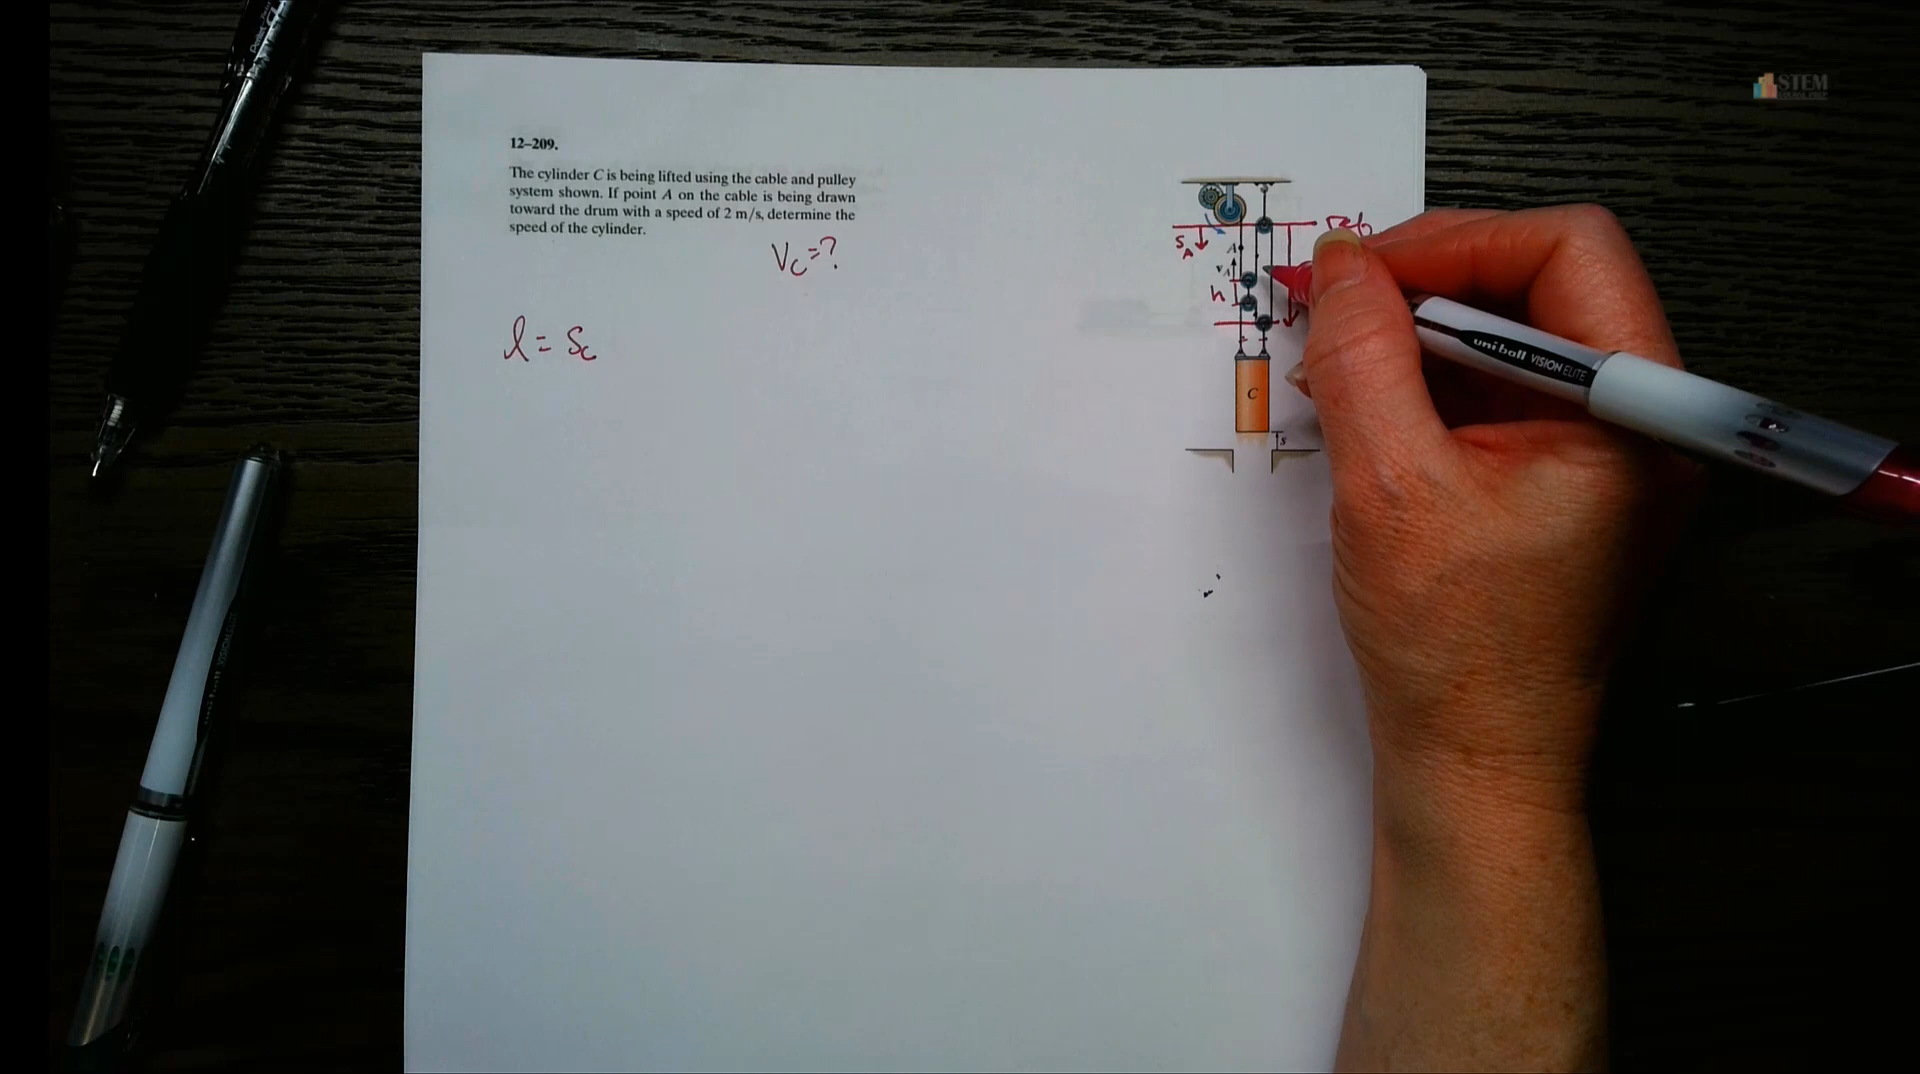 STEM
12–209.
The cylinder C is being lifted using the cable and pulley
system shown. If point A on the cable is being drawn
toward the drum with a speed of 2 m/s, determine the
speed of the cylinder.
V_C = ?
l = S_C
S_A
A
v_A
h
C
s
uni-ball VISION ELITE